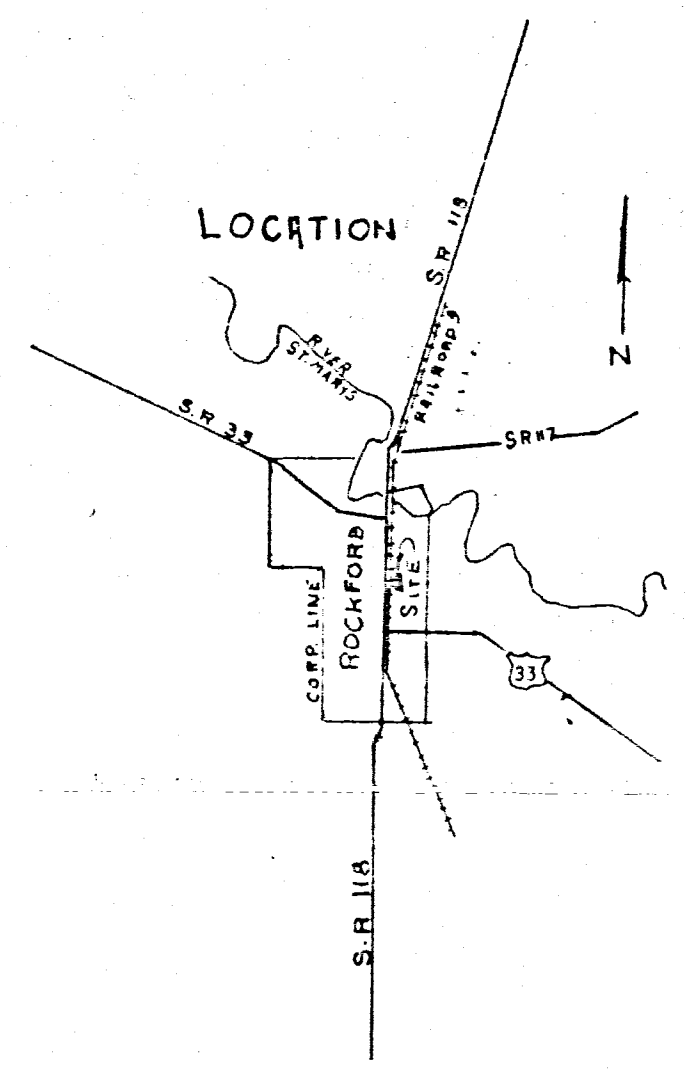 LOCATION
S.R 118
RAILROADS
N
RIVER
ST. MARYS
S.R 33
SR 117
ROCKFORD
SITE
CORP. LINE
33
S.R 118